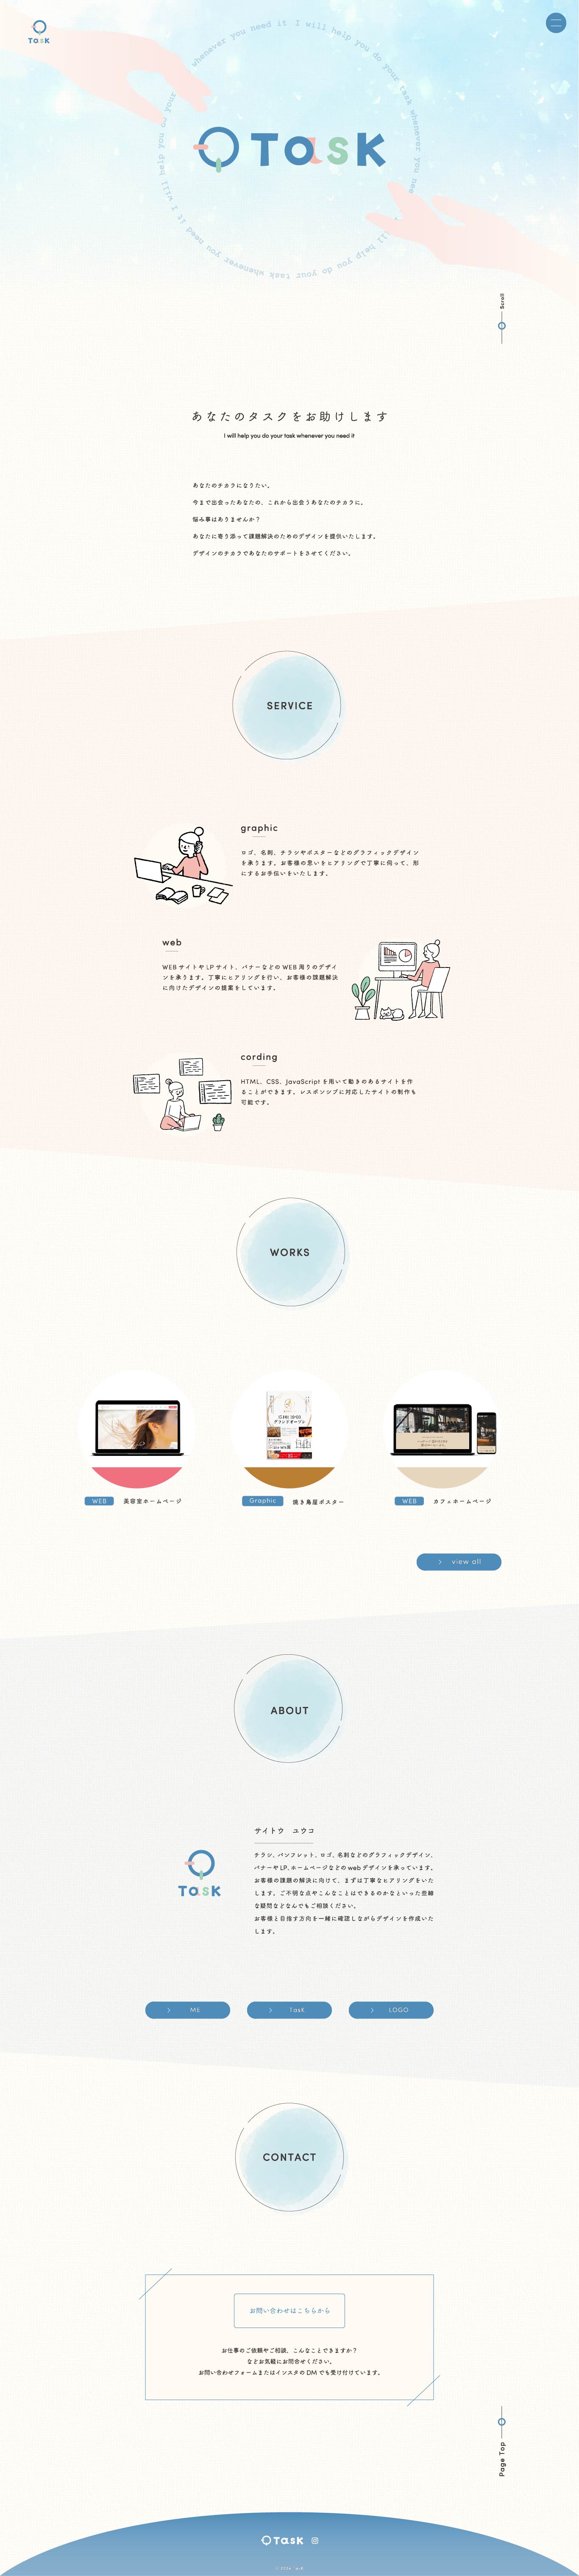 TasK
I will help you do your task whenever you need it I will help you do your task whenever you need it
TasK
Scroll
あなたのタスクをお助けします
I will help you do your task whenever you need it
あなたのチカラになりたい。
今まで出会ったあなたの、これから出会うあなたのチカラに。
悩み事はありませんか？
あなたに寄り添って課題解決のためのデザインを提供いたします。
デザインのチカラであなたのサポートをさせてください。
SERVICE
graphic
ロゴ、名刺、チラシやポスターなどのグラフィックデザイン
を承ります。お客様の思いをヒアリングで丁寧に伺って、形
にするお手伝いをいたします。
web
WEBサイトやLPサイト、バナーなどのWEB周りのデザイ
ンを承ります。丁寧にヒアリングを行い、お客様の課題解決
に向けたデザインの提案をしています。
cording
HTML、CSS、JavaScriptを用いて動きのあるサイトを作
ることができます。レスポンシブに対応したサイトの制作も
可能です。
WORKS
グランドオープン
WEB 美容室ホームページ
Graphic 焼き鳥屋ポスター
WEB カフェホームページ
view all
ABOUT
サイトウ　ユウコ
チラシ、パンフレット、ロゴ、名刺などのグラフィックデザイン、
バナーやLP、ホームページなどのwebデザインを承っています。
お客様の課題の解決に向けて、まずは丁寧なヒアリングをいた
します。ご不明な点やこんなことはできるのかなといった些細
な疑問などなんでもご相談ください。
お客様と目指す方向を一緒に確認しながらデザインを作成いた
します。
TasK
ME
TasK
LOGO
CONTACT
お問い合わせはこちらから
お仕事のご依頼やご相談、こんなことできますか？
などお気軽にお問合せください。
お問い合わせフォームまたはインスタのDMでも受け付けています。
Page Top
TasK